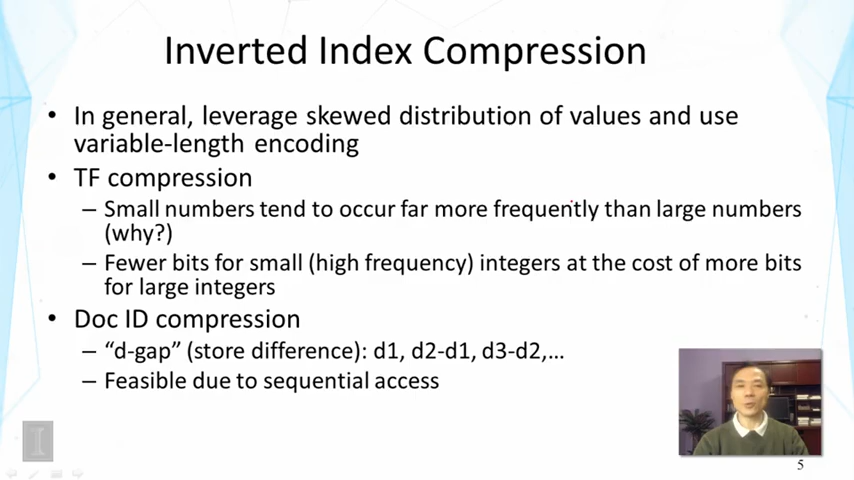 Inverted Index Compression
• In general, leverage skewed distribution of values and use
variable-length encoding
• TF compression
– Small numbers tend to occur far more frequently than large numbers
(why?)
– Fewer bits for small (high frequency) integers at the cost of more bits
for large integers
• Doc ID compression
– “d-gap” (store difference): d1, d2-d1, d3-d2,…
– Feasible due to sequential access
I
5